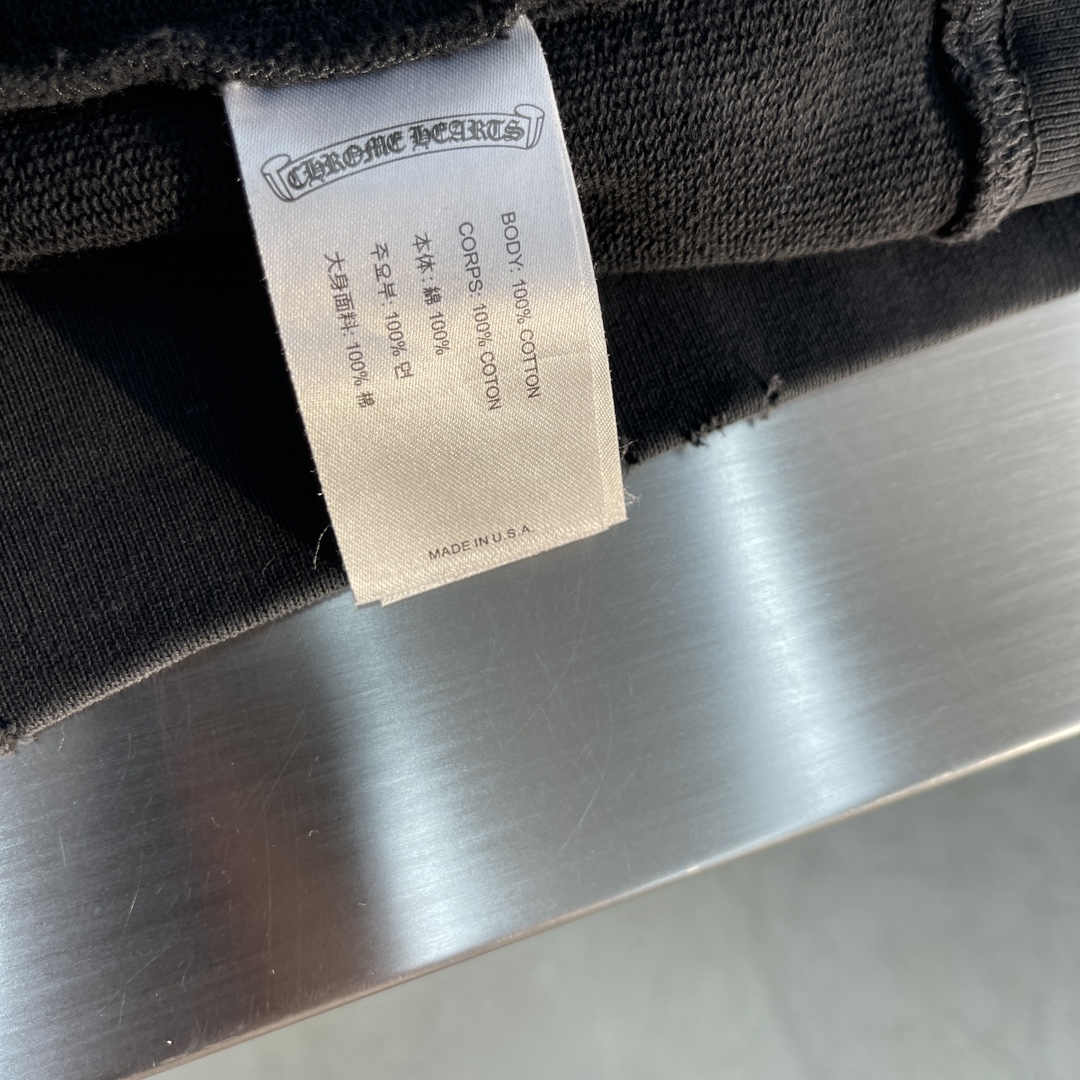 CHROME HEARTS
BODY: 100% COTTON
CORPS: 100% COTON
本体: 綿 100%
주요부: 100% 면
大身面料: 100% 棉
MADE IN U.S.A.